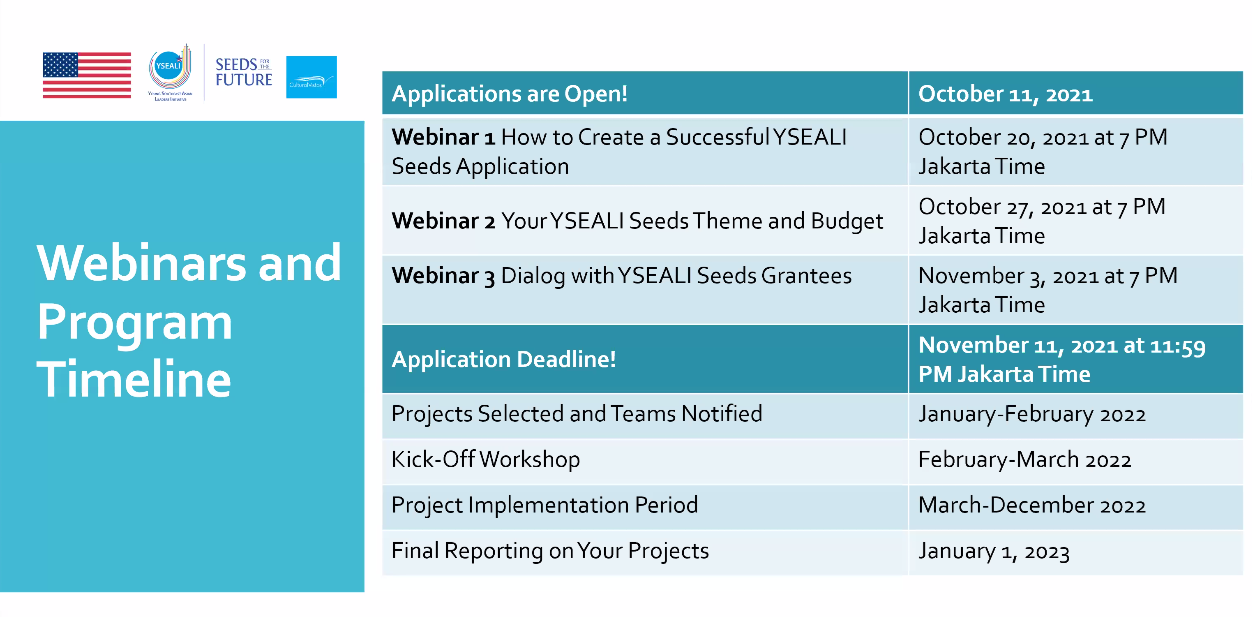 YSEALI
Young Southeast Asian
Leaders Initiative
SEEDS FOR THE
FUTURE
CulturalVistas
Webinars and
Program
Timeline
Applications are Open!
October 11, 2021
Webinar 1 How to Create a Successful YSEALI
Seeds Application
October 20, 2021 at 7 PM
Jakarta Time
Webinar 2 Your YSEALI Seeds Theme and Budget
October 27, 2021 at 7 PM
Jakarta Time
Webinar 3 Dialog with YSEALI Seeds Grantees
November 3, 2021 at 7 PM
Jakarta Time
Application Deadline!
November 11, 2021 at 11:59
PM Jakarta Time
Projects Selected and Teams Notified
January-February 2022
Kick-Off Workshop
February-March 2022
Project Implementation Period
March-December 2022
Final Reporting on Your Projects
January 1, 2023